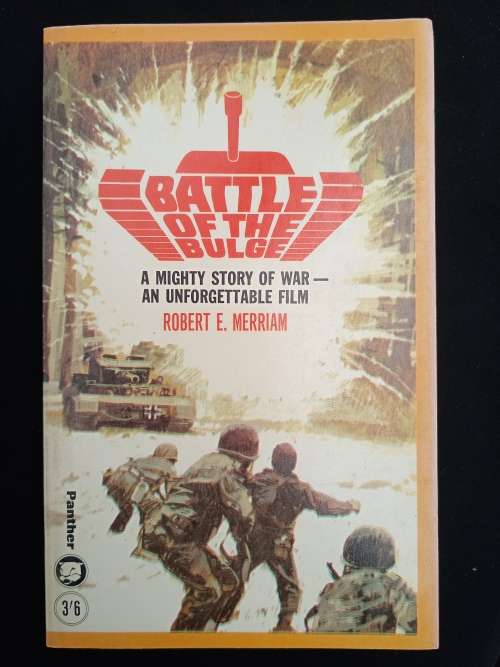 BATTLE
OF THE
BULGE
A MIGHTY STORY OF WAR—
AN UNFORGETTABLE FILM
ROBERT E. MERRIAM
Panther
3'6